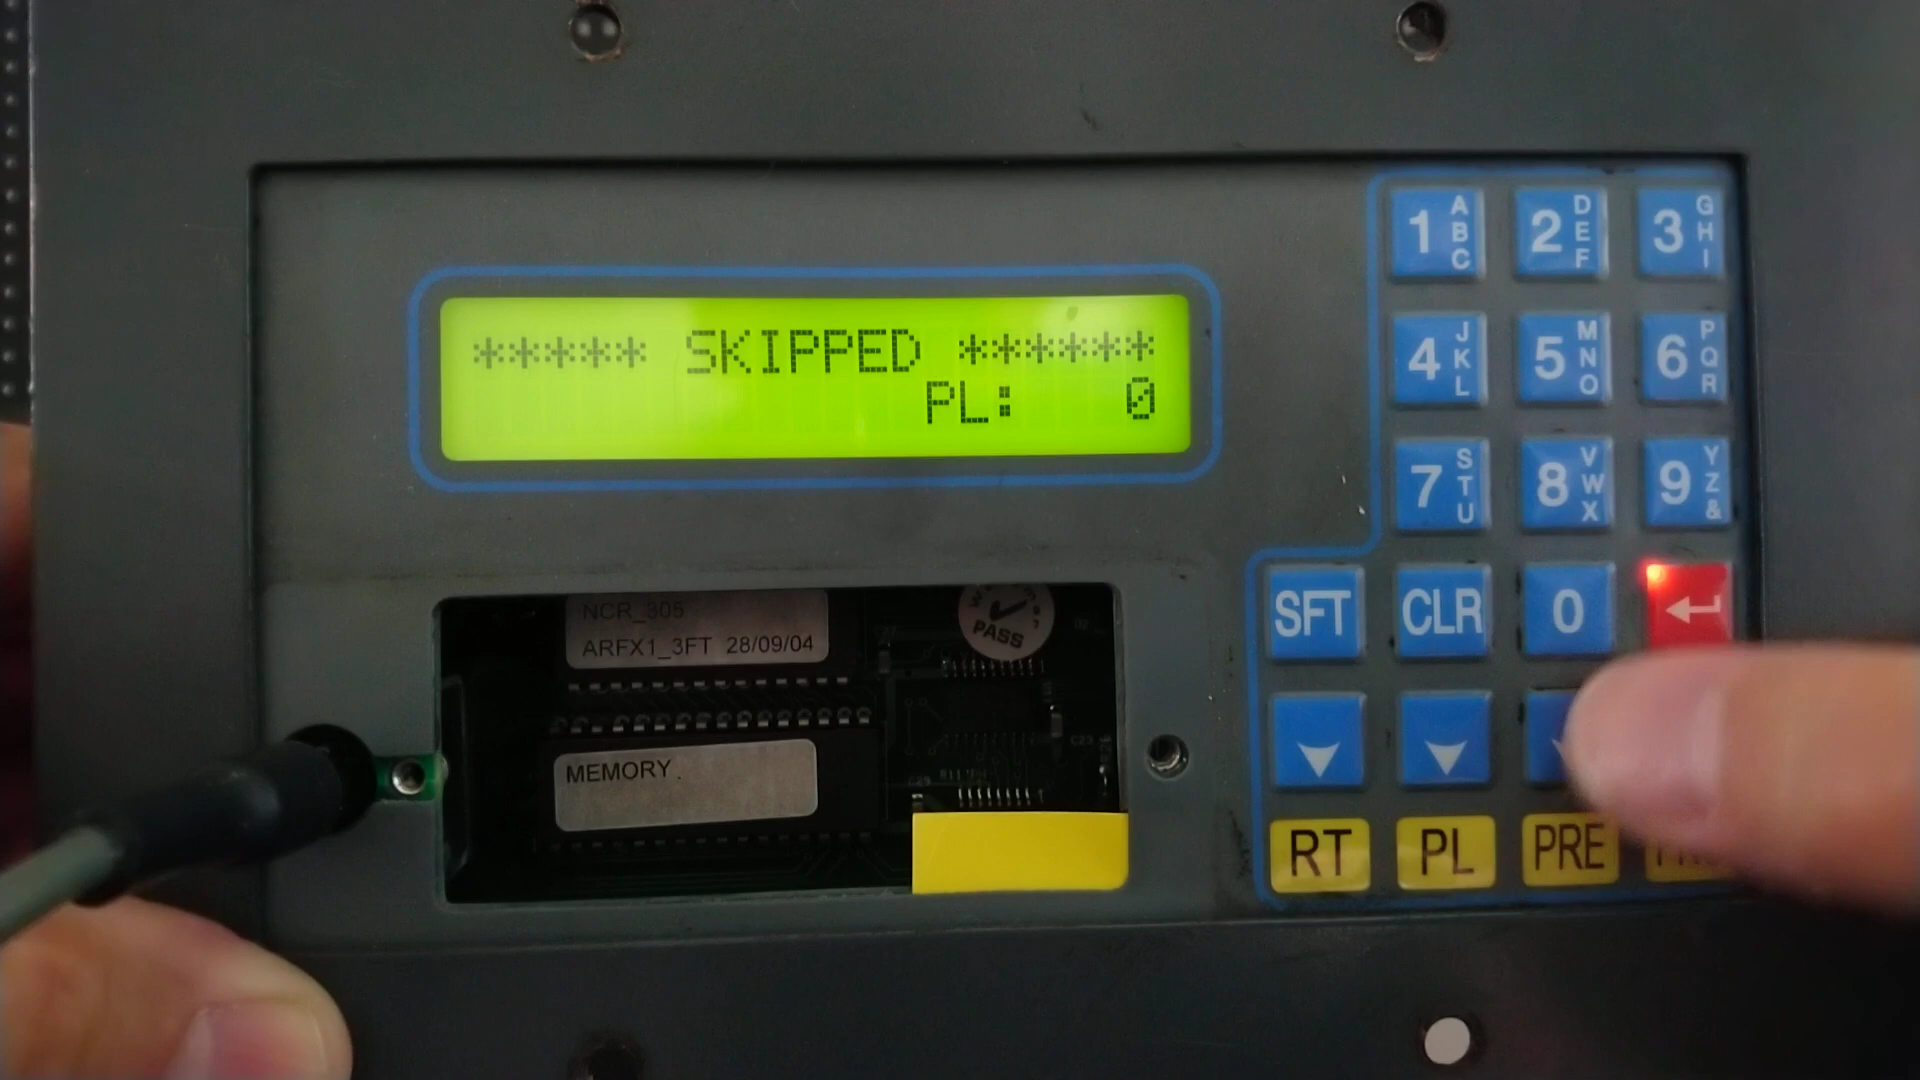 ***** SKIPPED ******
PL: 0
1 ABC
2 DEF
3 GHI
4 JKL
5 MNO
6 PQR
7 STU
8 VWX
9 YZ&
SFT CLR 0
RT PL PRE
NCR_305
ARFX1_3FT 28/09/04
PASS
MEMORY